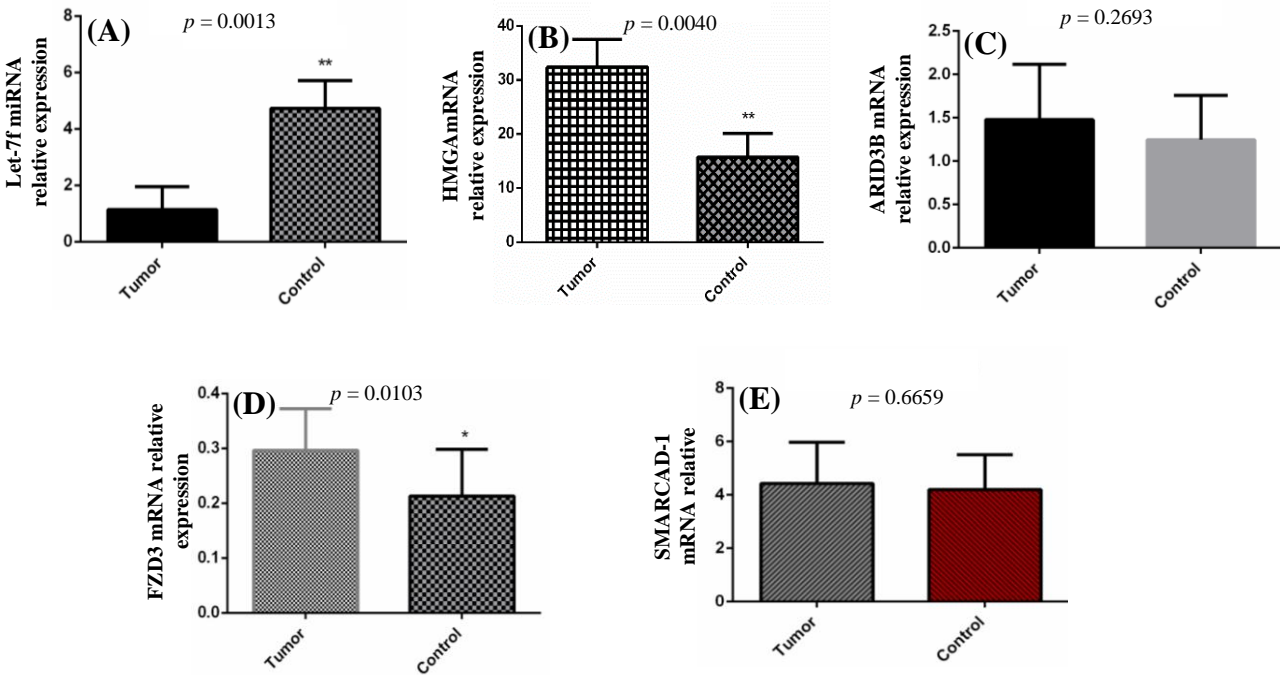 (A)
p = 0.0013
Let-7f miRNA
relative expression
8
6
4
2
0
**
Tumor
Control
(B)
p = 0.0040
HMGAmRNA
relative expression
40
30
20
10
0
**
Tumor
Control
(C)
p = 0.2693
ARID3B mRNA
relative expression
2.5
2.0
1.5
1.0
0.5
0.0
Tumor
Control
(D)
p = 0.0103
FZD3 mRNA relative
expression
0.4
0.3
0.2
0.1
0.0
*
Tumor
Control
(E)
p = 0.6659
SMARCAD-1
mRNA relative
8
6
4
2
0
Tumor
Control